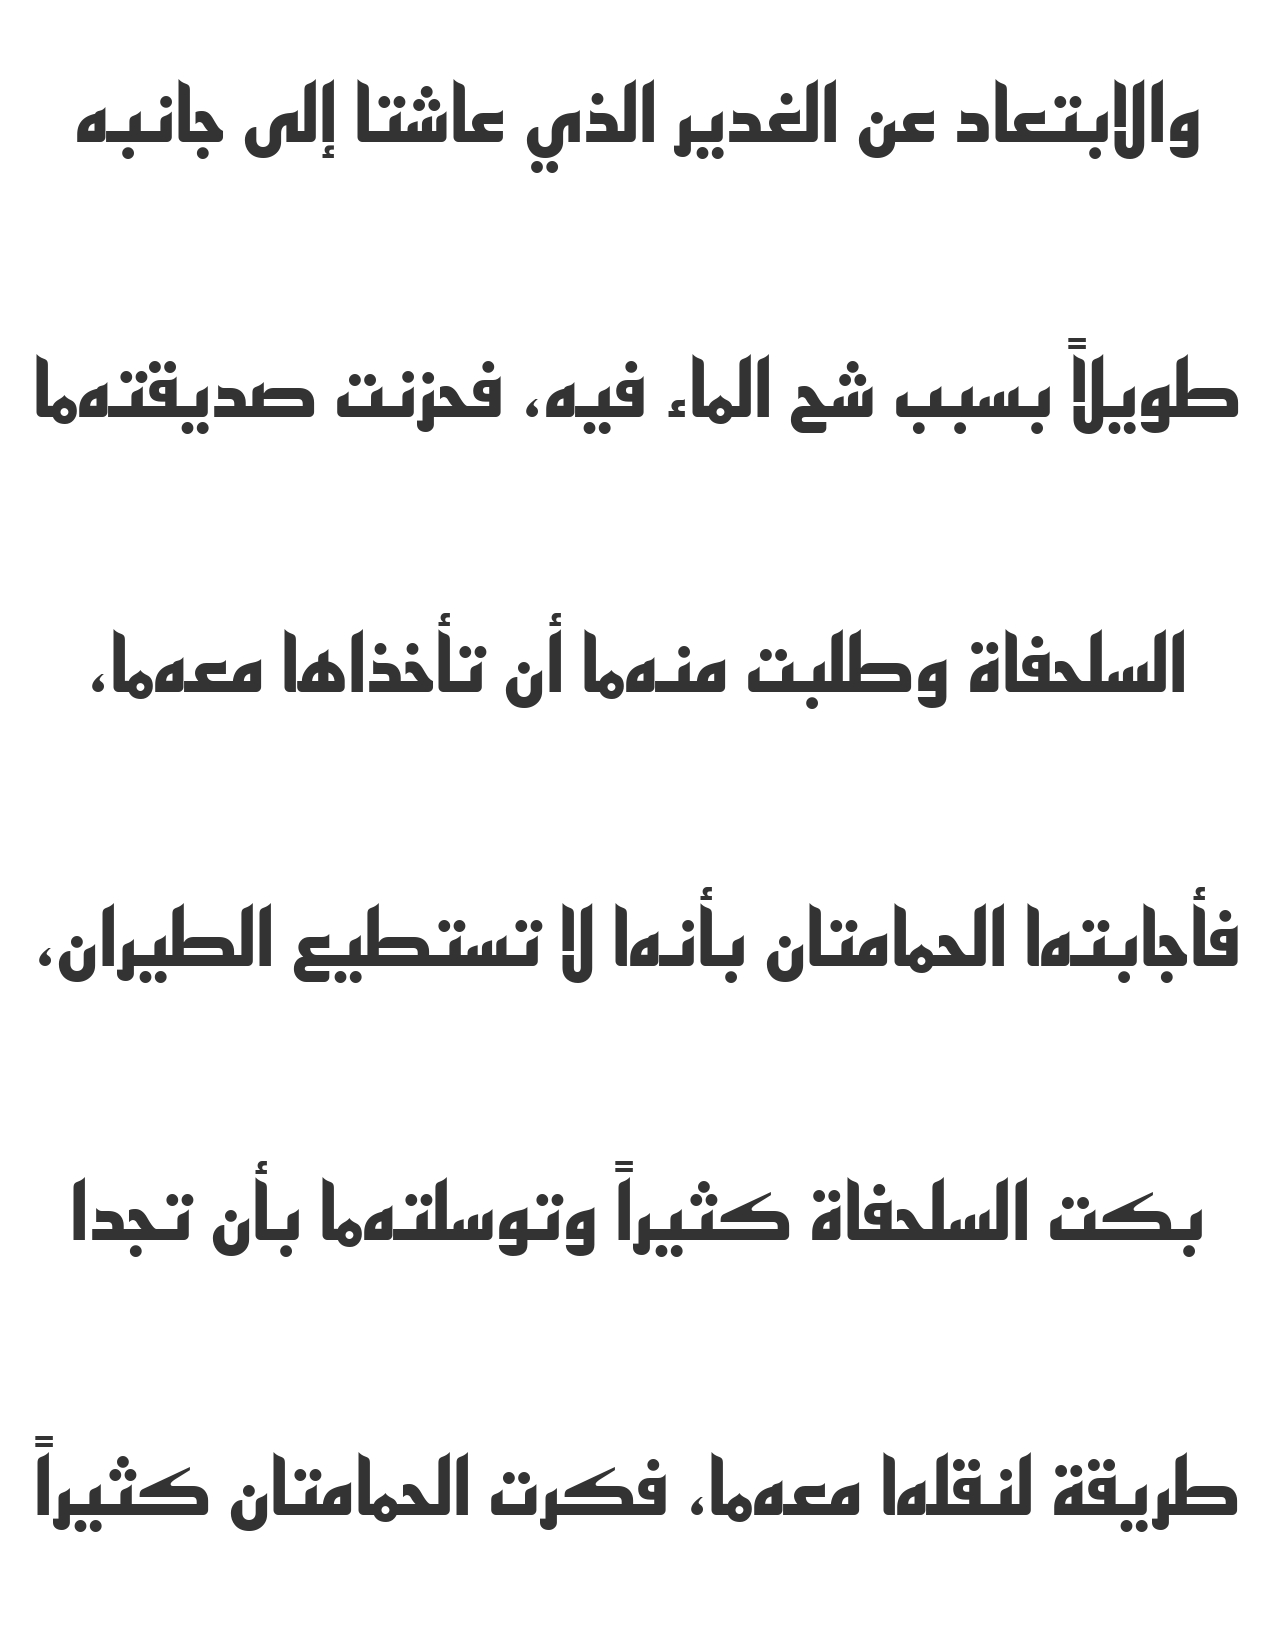 والابتعاد عن الغدير الذي عاشتا إلى جانبه
طويلاً بسبب شح الماء فيه، فحزنت صديقتهما
السلحفاة وطلبت منهما أن تأخذاها معهما،
فأجابتها الحمامتان بأنها لا تستطيع الطيران،
بكت السلحفاة كثيراً وتوسلتهما بأن تجدا
طريقة لنقلها معهما، فكرت الحمامتان كثيراً